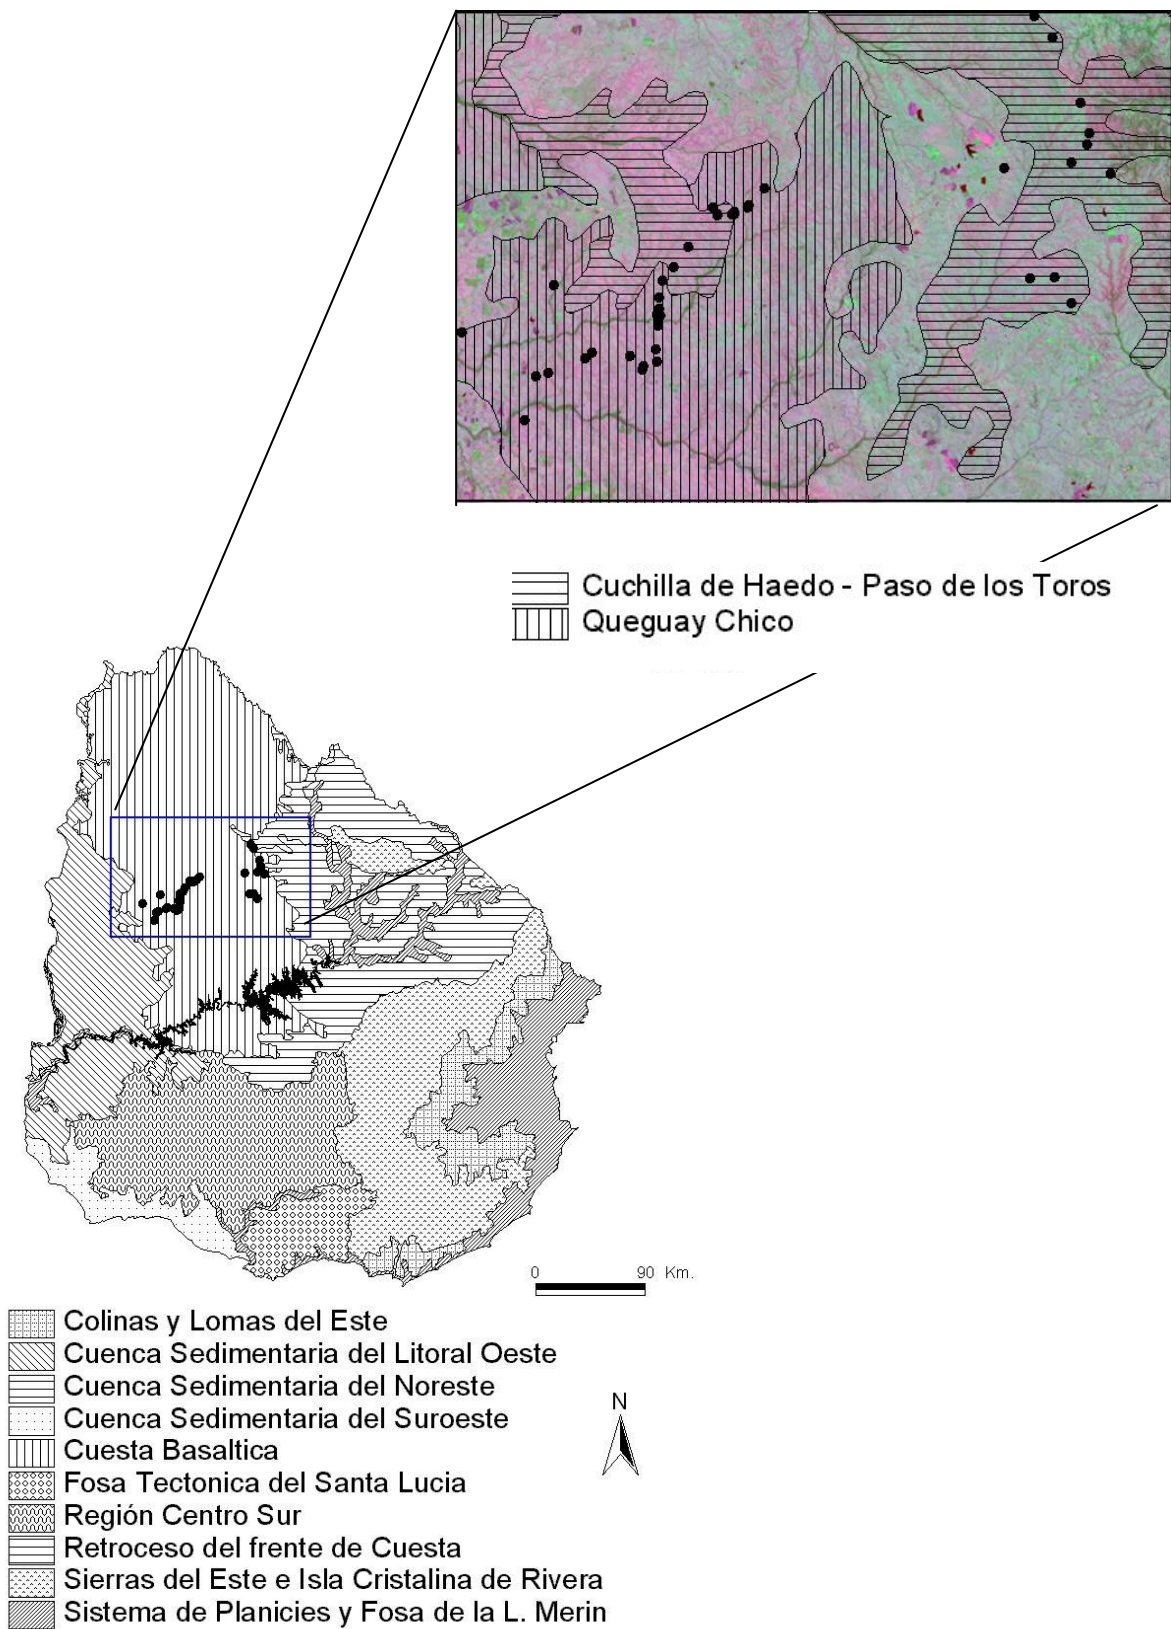 Cuchilla de Haedo - Paso de los Toros
Queguay Chico
0 90 Km.
Colinas y Lomas del Este
Cuenca Sedimentaria del Litoral Oeste
Cuenca Sedimentaria del Noreste
Cuenca Sedimentaria del Suroeste
Cuesta Basaltica
Fosa Tectonica del Santa Lucia
Región Centro Sur
Retroceso del frente de Cuesta
Sierras del Este e Isla Cristalina de Rivera
Sistema de Planicies y Fosa de la L. Merin
N